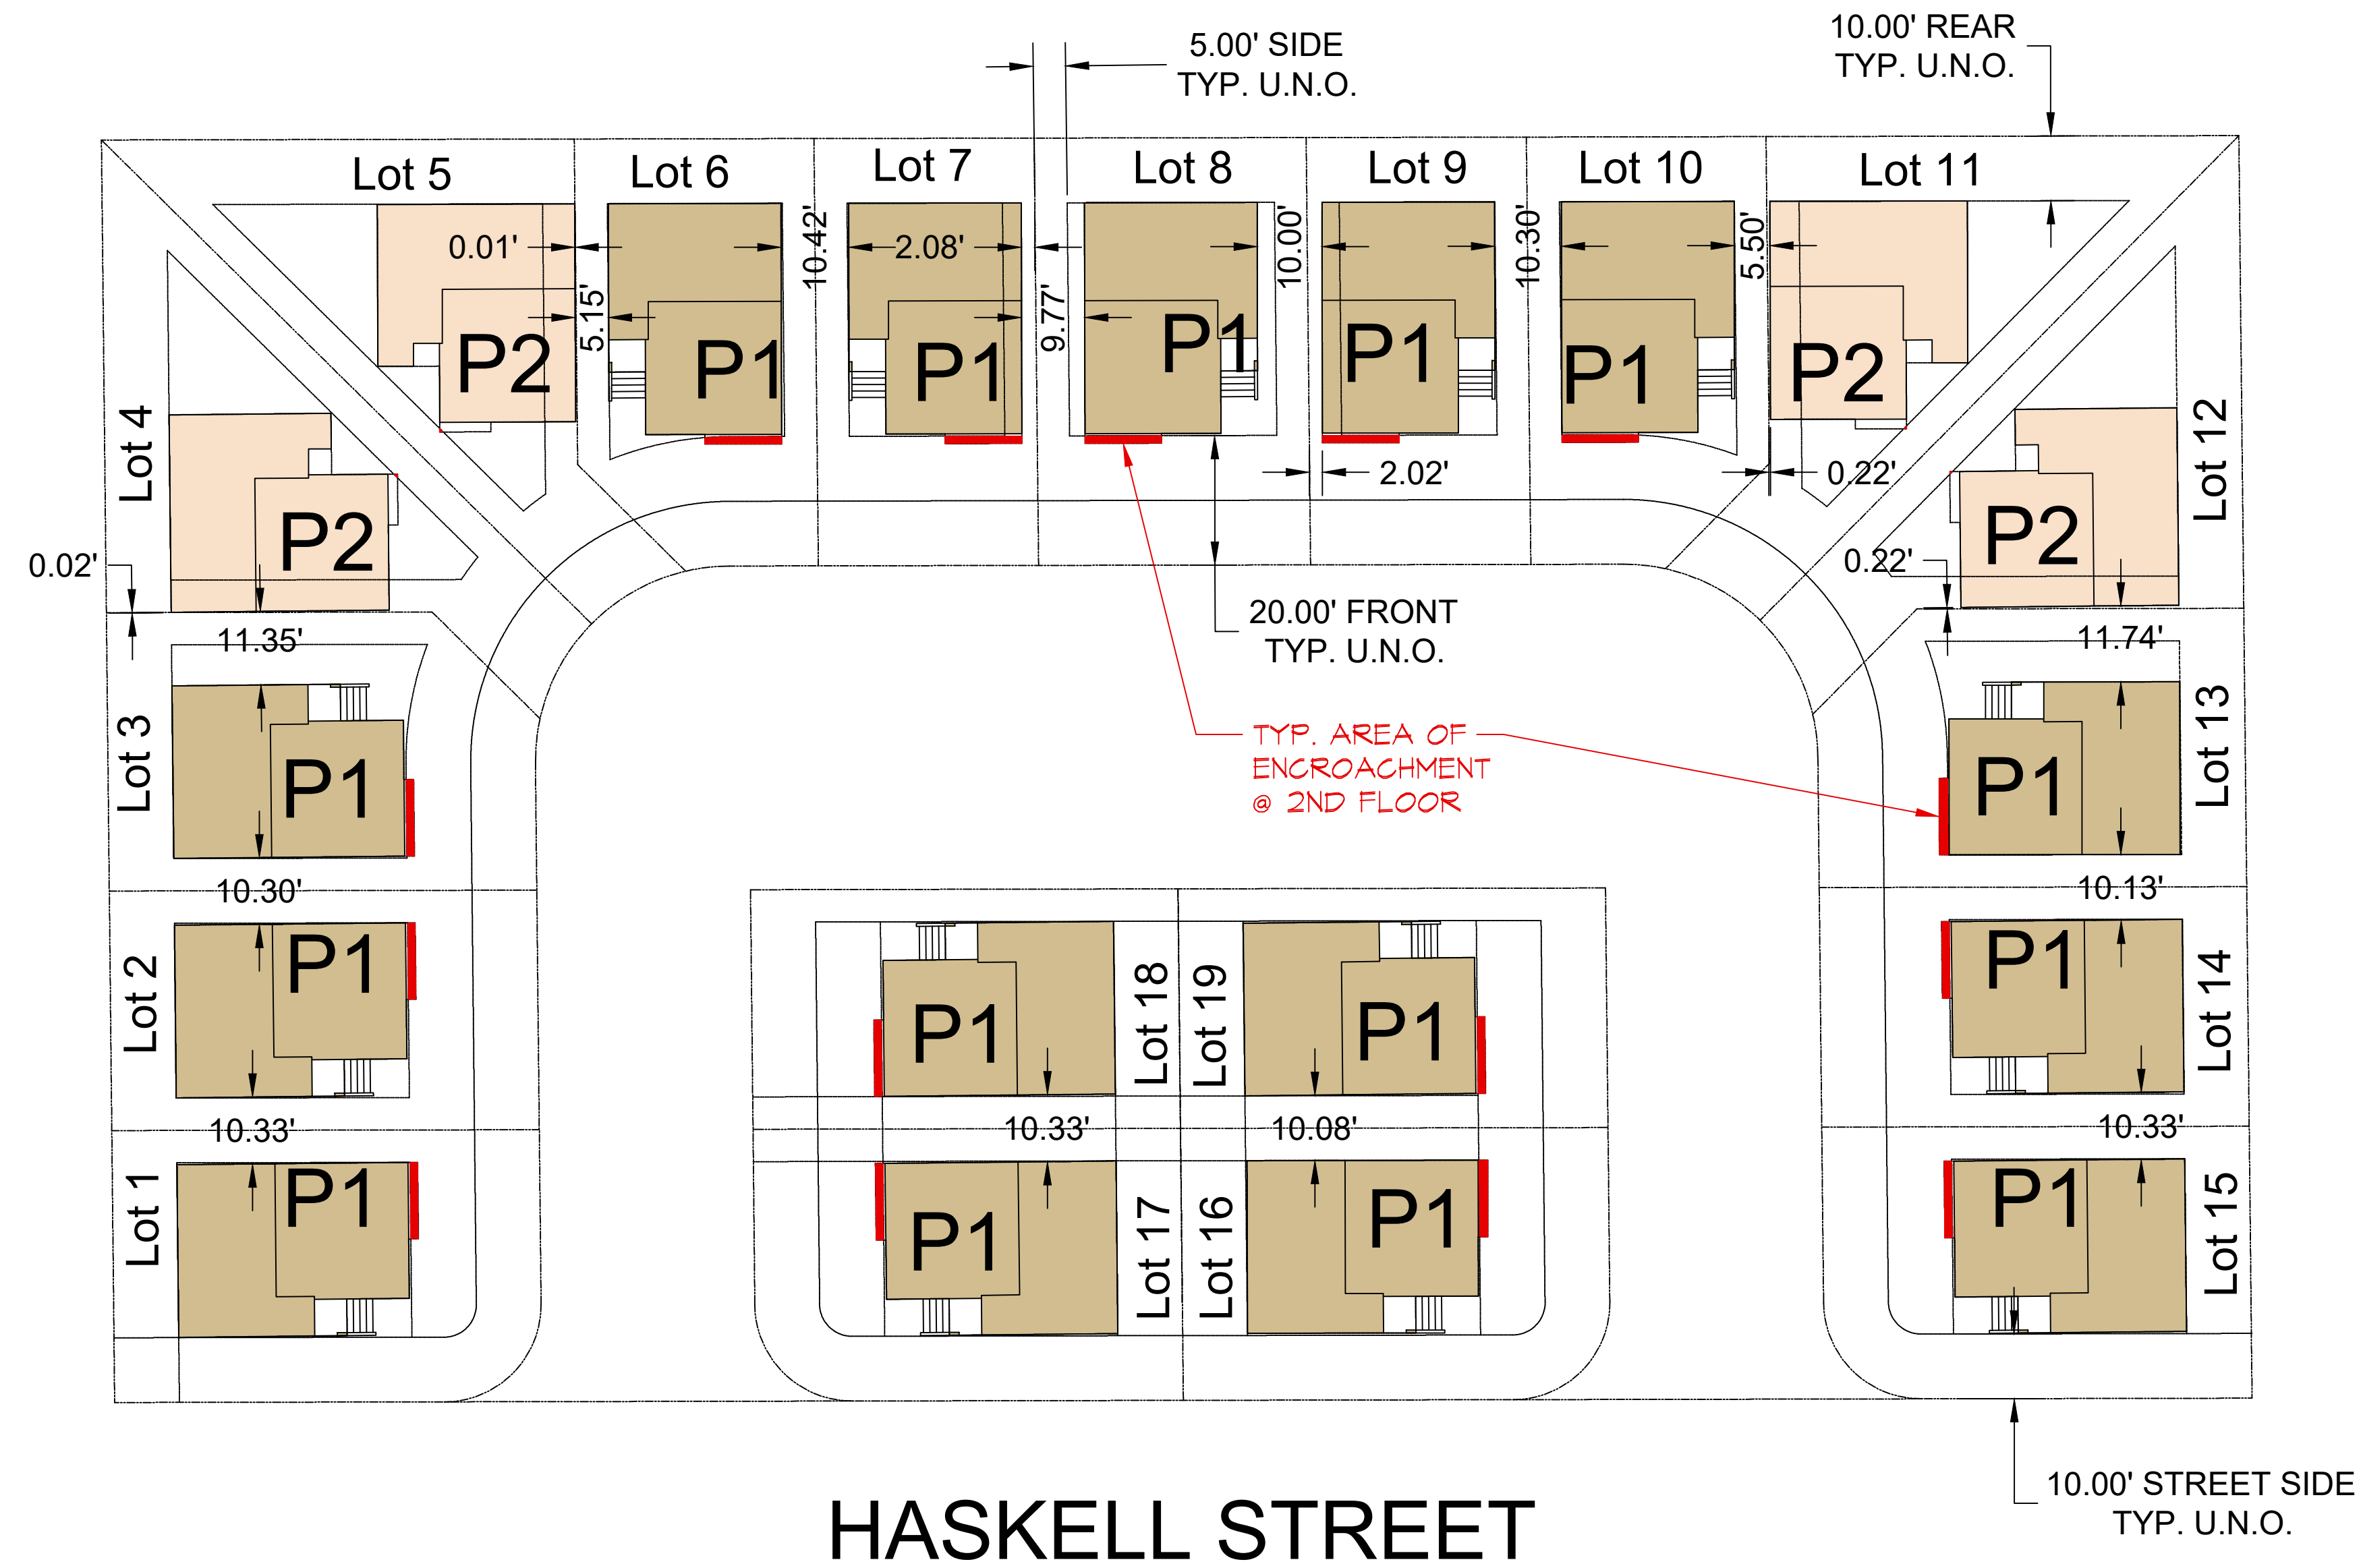 5.00' SIDE
TYP. U.N.O.
10.00' REAR
TYP. U.N.O.
Lot 5
Lot 6
Lot 7
Lot 8
Lot 9
Lot 10
Lot 11
0.01'
10.42'
2.08'
10.00'
10.30'
5.50'
5.15'
9.77'
P2
P1
P1
P1
P1
P1
P2
Lot 4
Lot 12
2.02'
0.22'
P2
P2
0.02'
0.22'
11.35'
20.00' FRONT
TYP. U.N.O.
11.74'
Lot 3
P1
TYP. AREA OF
ENCROACHMENT
@ 2ND FLOOR
P1
Lot 13
10.30'
10.13'
Lot 2
P1
P1
Lot 18
Lot 19
P1
P1
Lot 14
10.33'
10.33'
10.08'
10.33'
Lot 1
P1
P1
Lot 17
Lot 16
P1
P1
Lot 15
10.00' STREET SIDE
TYP. U.N.O.
HASKELL STREET